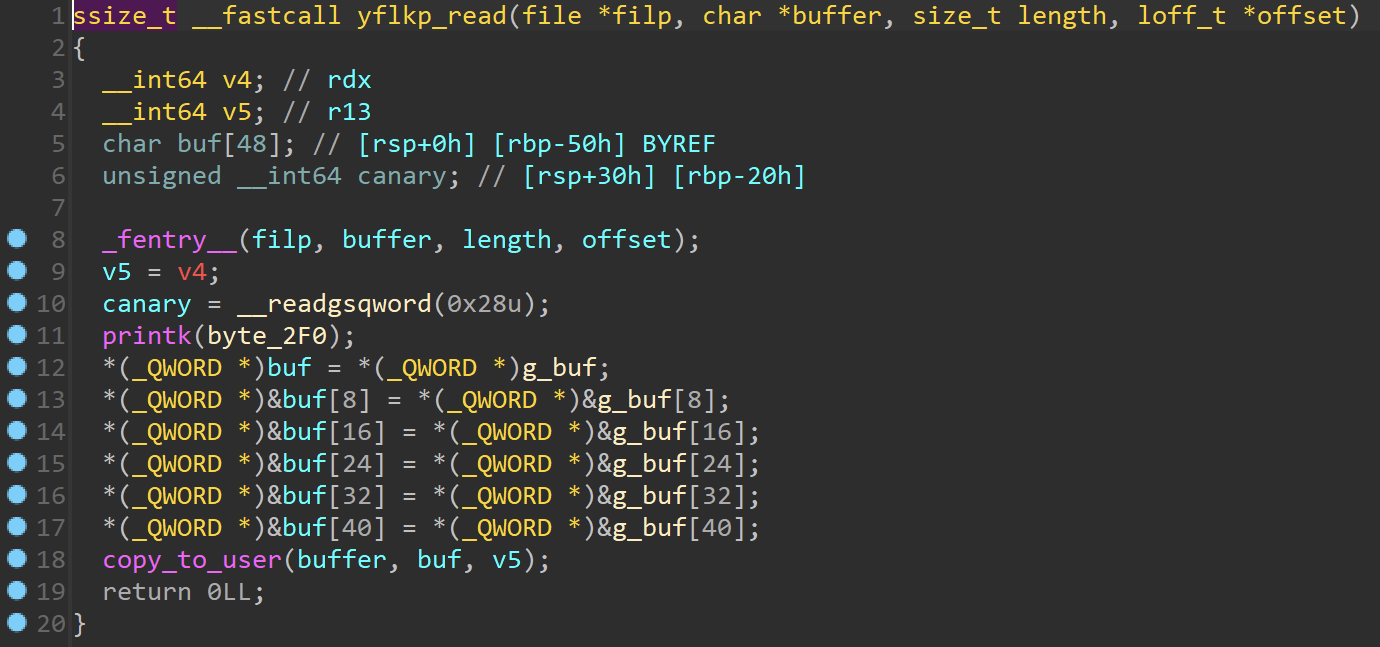 1 ssize_t __fastcall yflkp_read(file *filp, char *buffer, size_t length, loff_t *offset)
2 {
3   __int64 v4; // rdx
4   __int64 v5; // r13
5   char buf[48]; // [rsp+0h] [rbp-50h] BYREF
6   unsigned __int64 canary; // [rsp+30h] [rbp-20h]
7
8   _fentry__(filp, buffer, length, offset);
9   v5 = v4;
10   canary = __readgsqword(0x28u);
11   printk(byte_2F0);
12   *(_QWORD *)buf = *(_QWORD *)g_buf;
13   *(_QWORD *)&buf[8] = *(_QWORD *)&g_buf[8];
14   *(_QWORD *)&buf[16] = *(_QWORD *)&g_buf[16];
15   *(_QWORD *)&buf[24] = *(_QWORD *)&g_buf[24];
16   *(_QWORD *)&buf[32] = *(_QWORD *)&g_buf[32];
17   *(_QWORD *)&buf[40] = *(_QWORD *)&g_buf[40];
18   copy_to_user(buffer, buf, v5);
19   return 0LL;
20 }